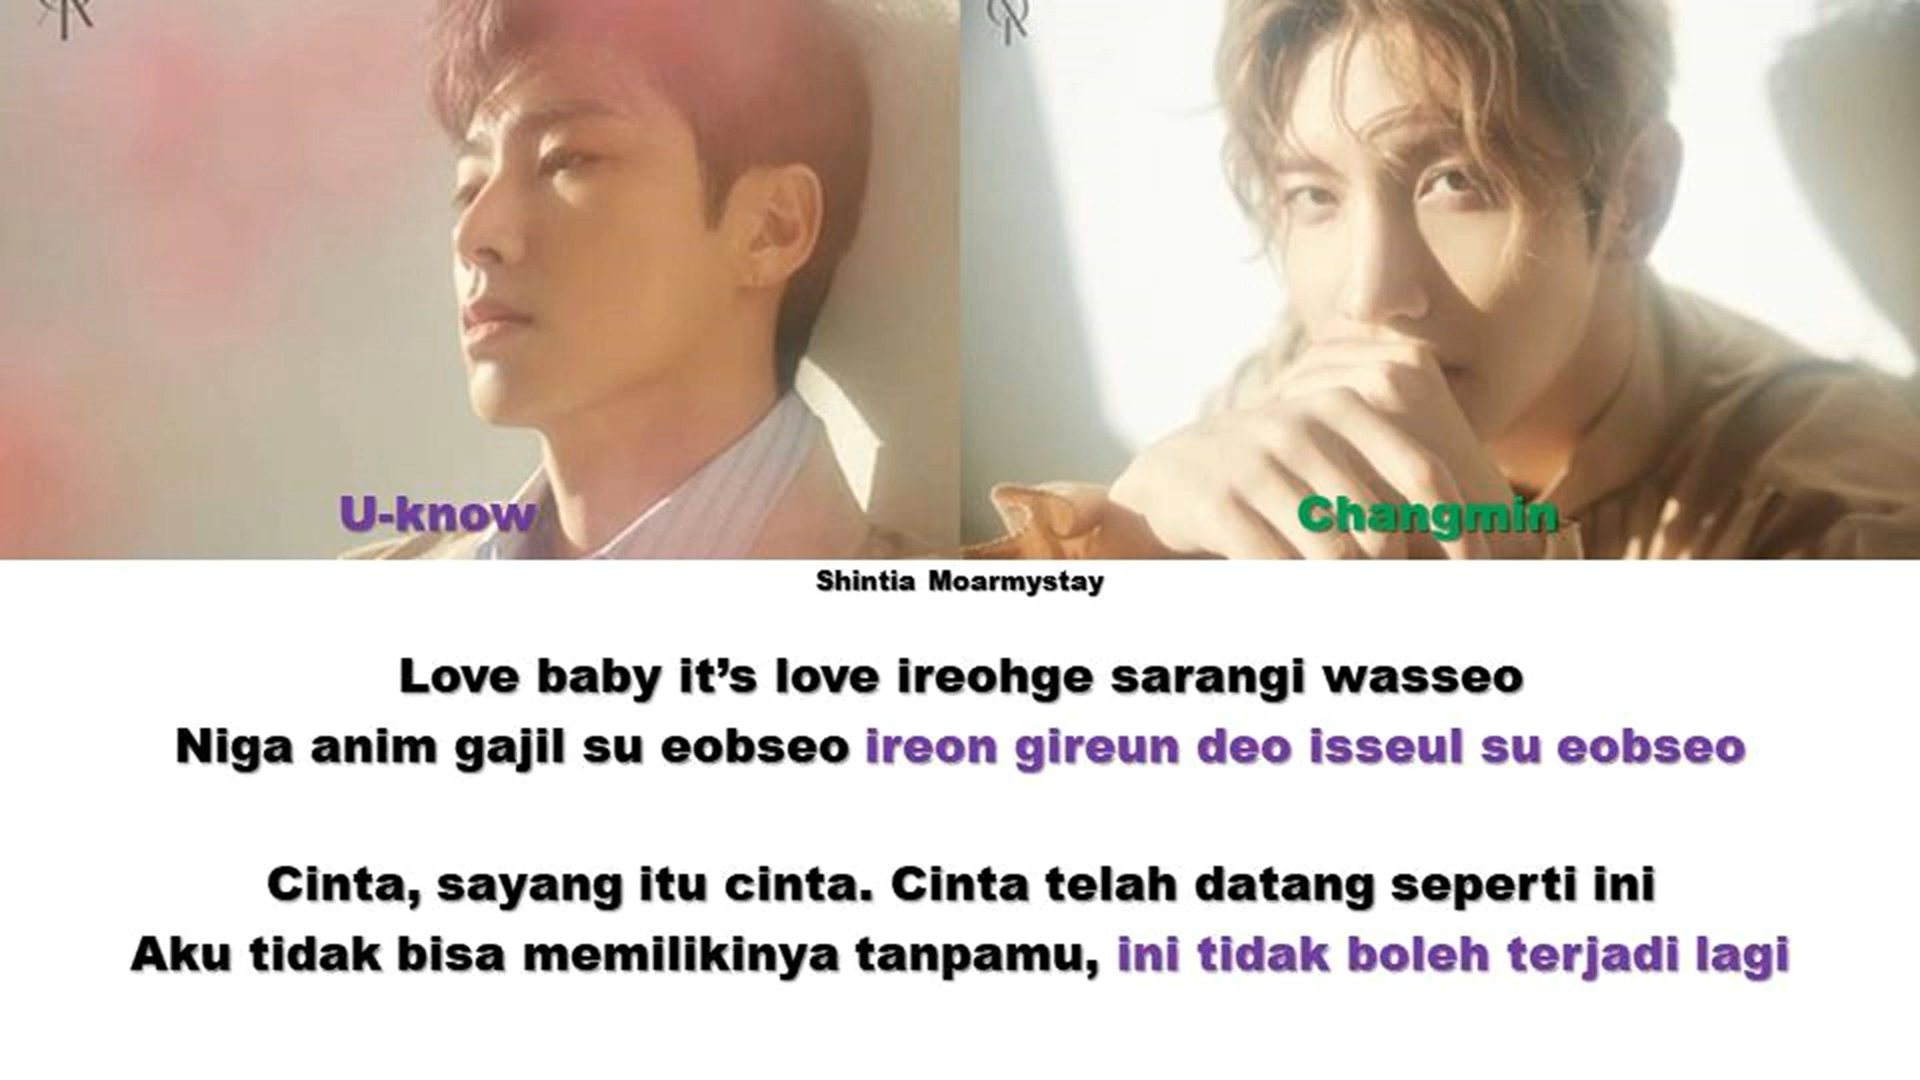 U-know
Changmin
Shintia Moarmystay
Love baby it’s love ireohge sarangi wasseo
Niga anim gajil su eobseo ireon gireun deo isseul su eobseo
Cinta, sayang itu cinta. Cinta telah datang seperti ini
Aku tidak bisa memilikinya tanpamu, ini tidak boleh terjadi lagi